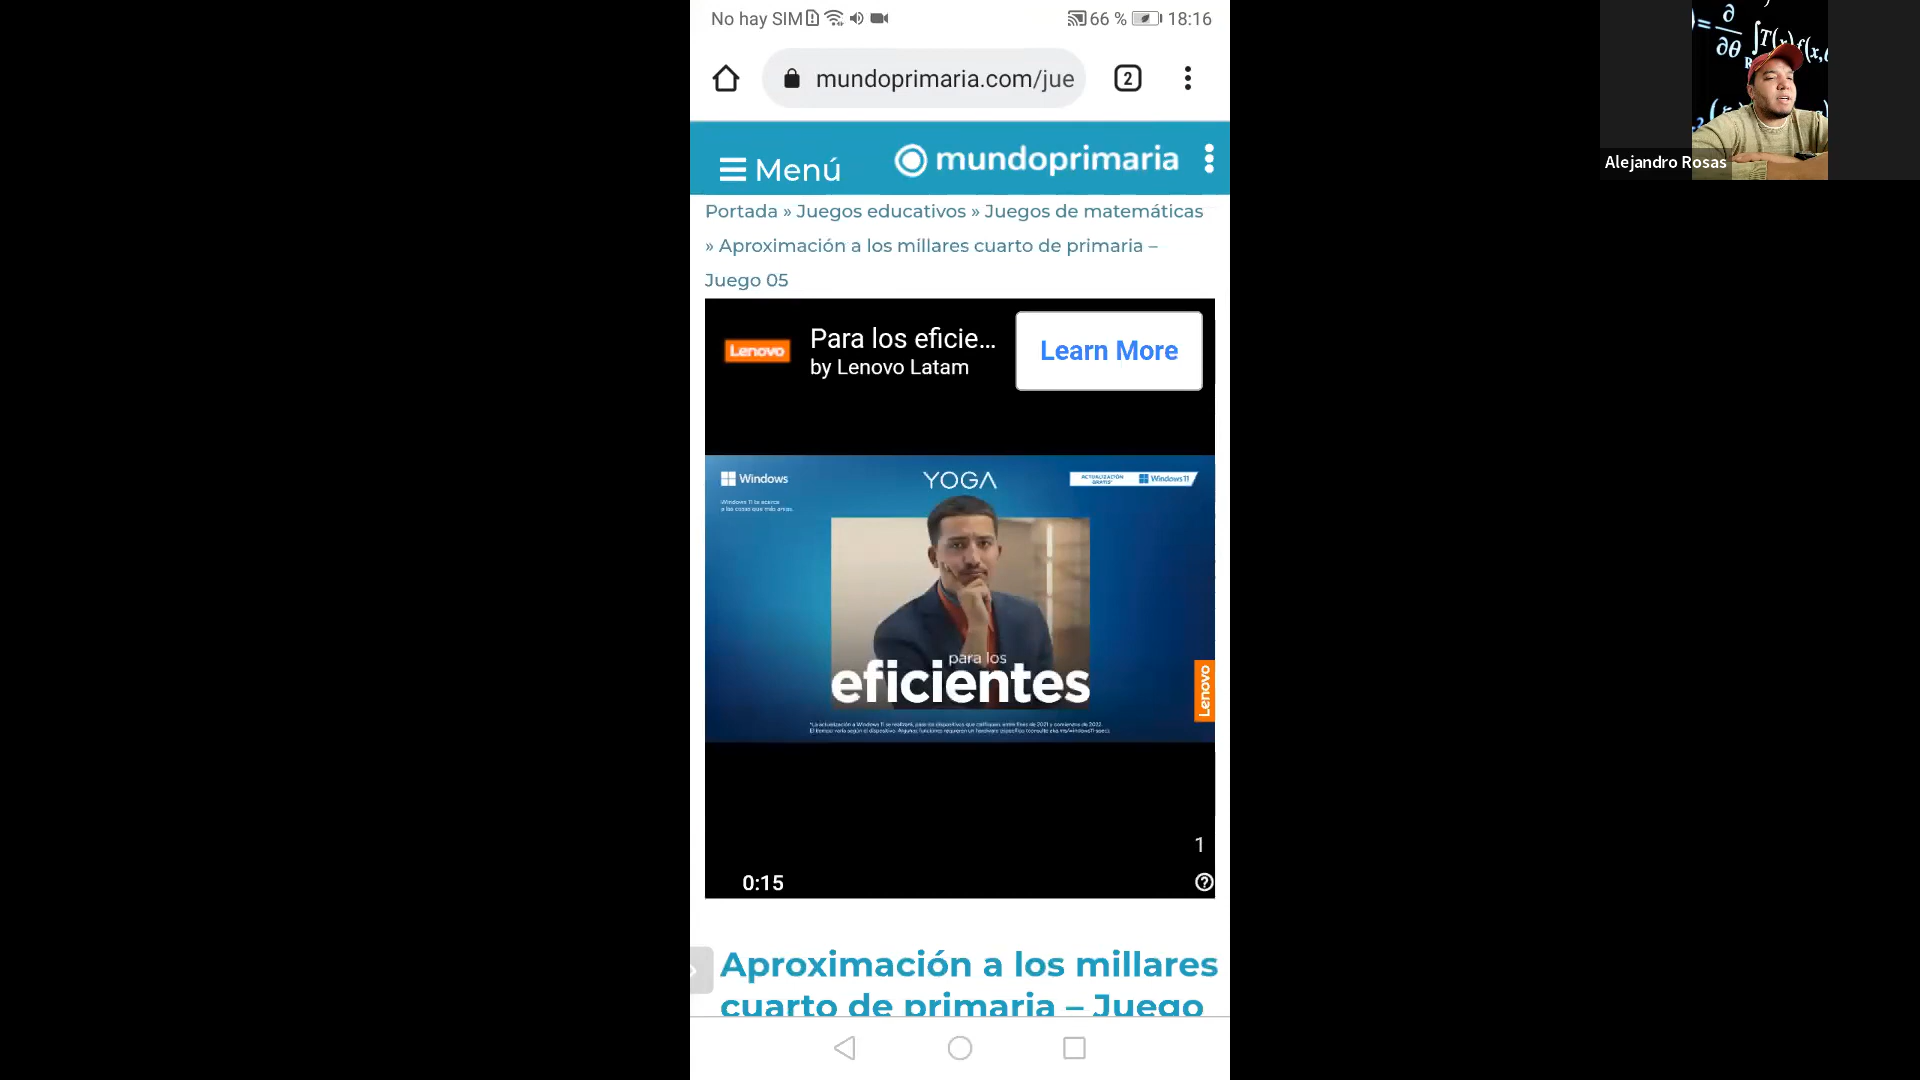 No hay SIM
66 %
18:16
mundoprimaria.com/jue
2
Menú
mundoprimaria
Portada » Juegos educativos » Juegos de matemáticas
» Aproximación a los millares cuarto de primaria –
Juego 05
Lenovo
Para los eficie...
by Lenovo Latam
Learn More
Windows
YOGA
ACTUALIZACIÓN
GRATIS*
Windows 11
para los
eficientes
Lenovo
1
0:15
Aproximación a los millares
cuarto de primaria – Juego
Alejandro Rosas